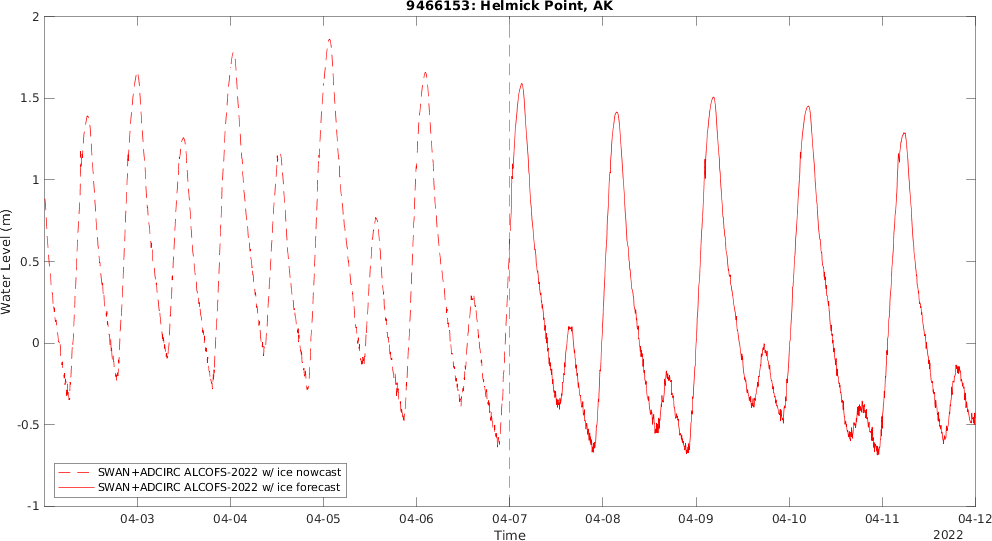 9466153: Helmick Point, AK
2
1.5
1
0.5
0
-0.5
-1
Water Level (m)
SWAN+ADCIRC ALCOFS-2022 w/ ice nowcast
SWAN+ADCIRC ALCOFS-2022 w/ ice forecast
04-03 04-04 04-05 04-06 04-07 04-08 04-09 04-10 04-11 04-12
Time
2022